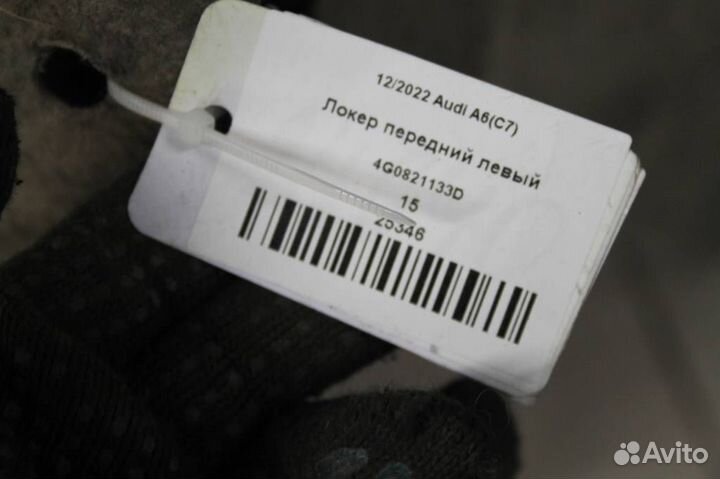 12/2022 Audi A6(C7)
Локер передний левый
4G0821133D
15
25346
Avito